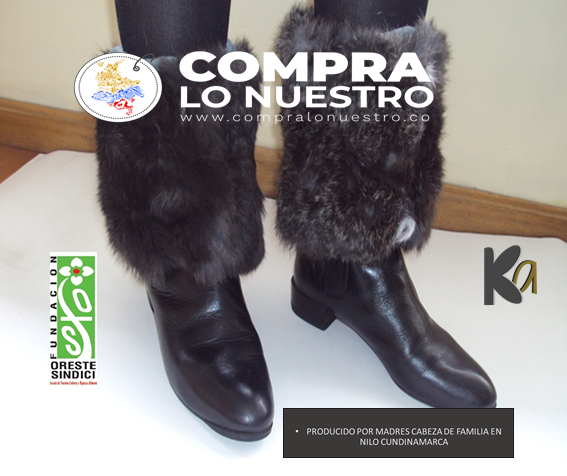 COMPRA
LO NUESTRO
www.compralonuestro.co
FUNDACION
ORESTE
SINDICI
Ka
• PRODUCIDO POR MADRES CABEZA DE FAMILIA EN
NILO CUNDINAMARCA